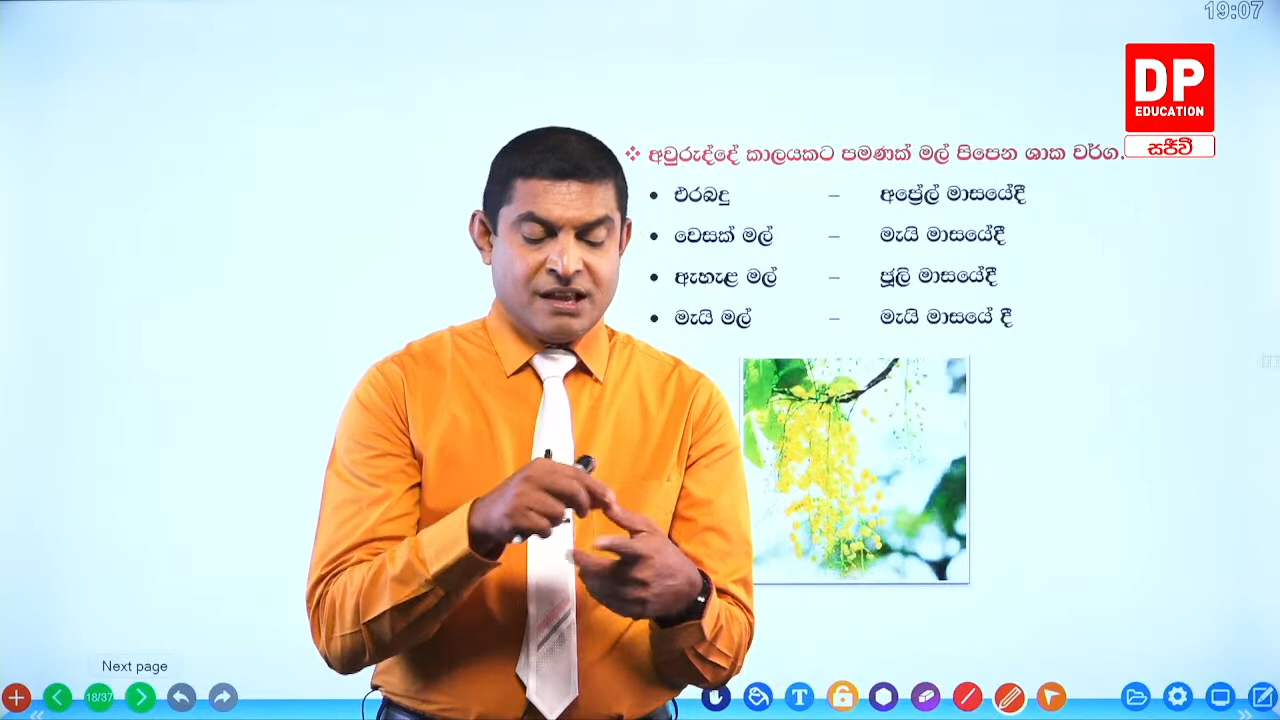 19:07
DP
EDUCATION
සජීවී
❖ අවුරුද්දේ කාලයකට පමණක් මල් පිපෙන ශාක වර්ග.
• එරබදු – අප්‍රේල් මාසයේදී
• වෙසක් මල් – මැයි මාසයේදී
• ඇහැළ මල් – ජූලි මාසයේදී
• මැයි මල් – මැයි මාසයේ දී
Next page
18/37
T